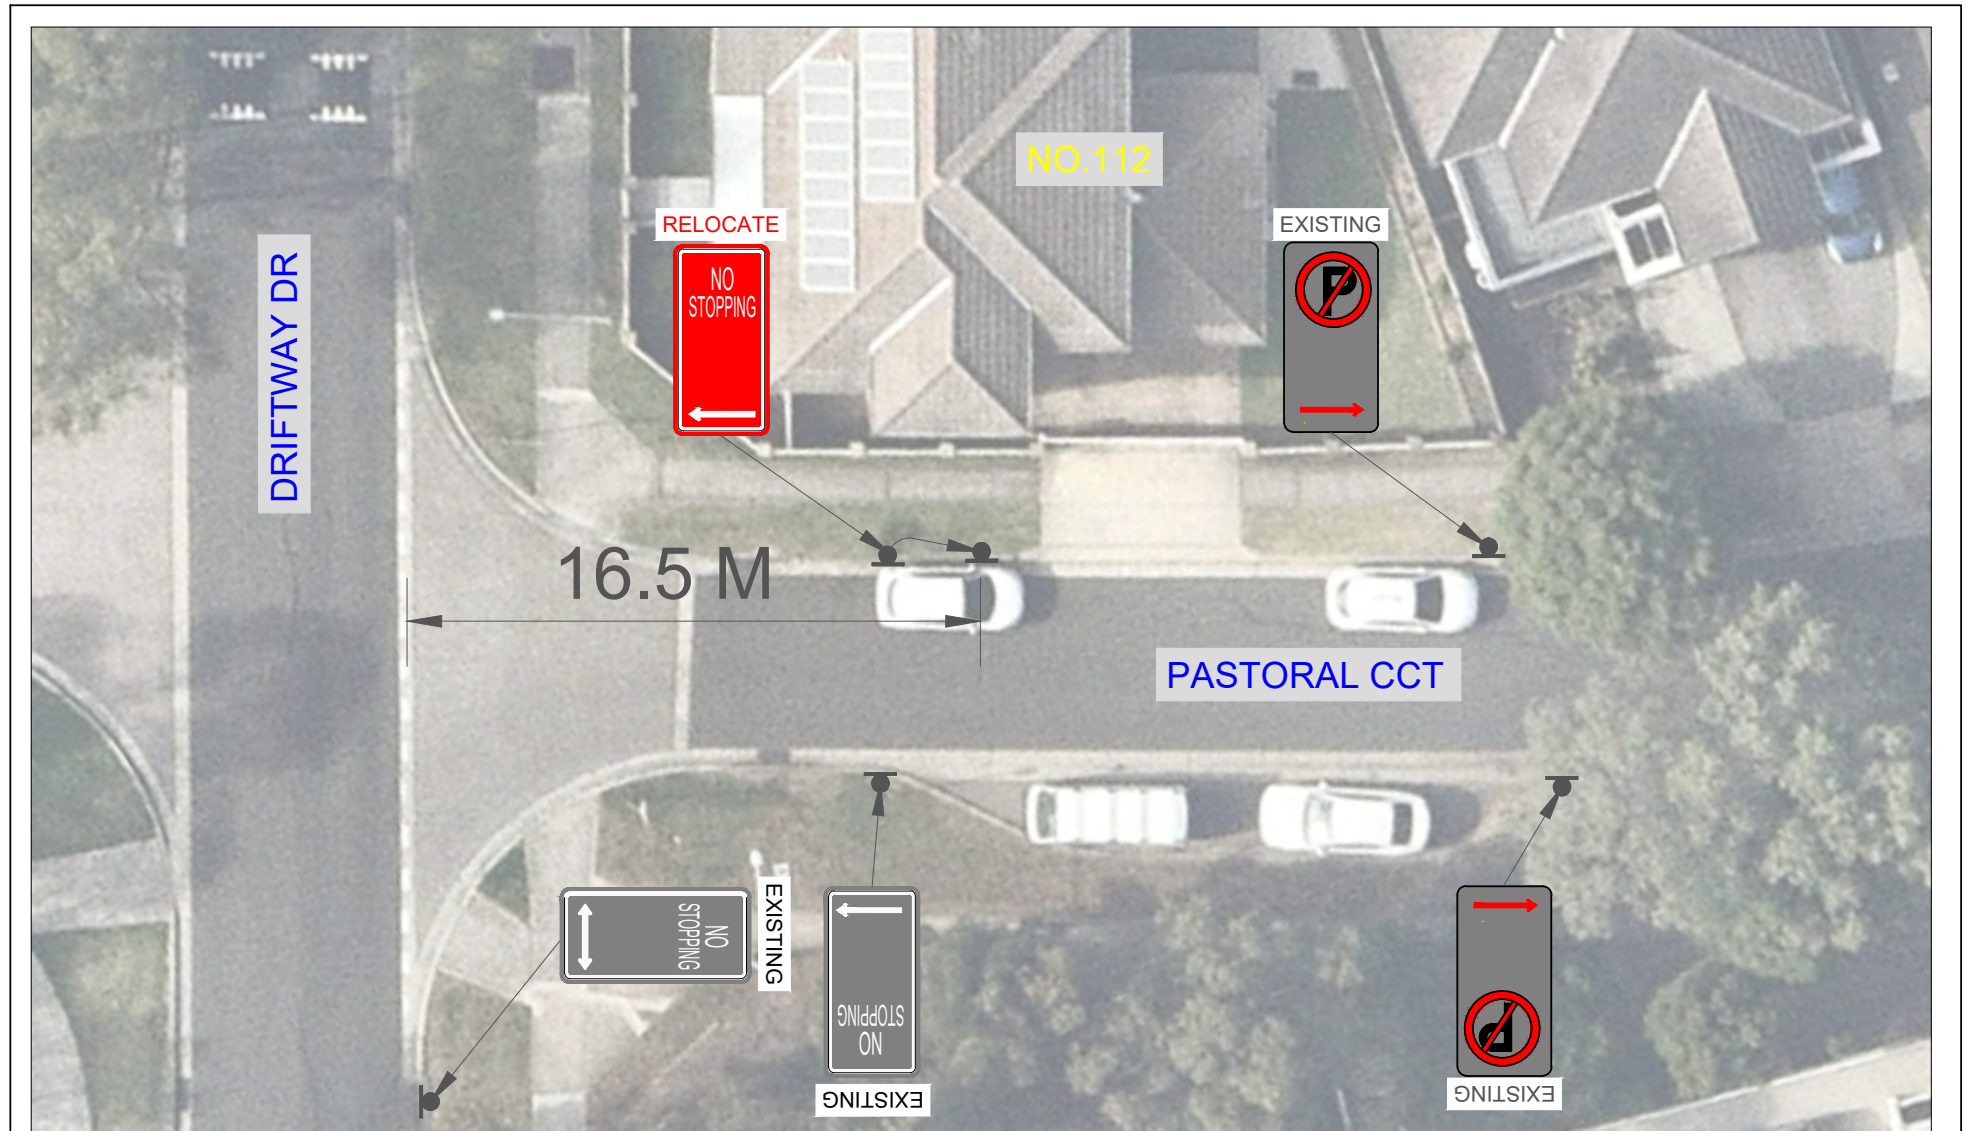 NO.112
RELOCATE
NO
STOPPING
EXISTING
P
DRIFTWAY DR
16.5 M
PASTORAL CCT
EXISTING
NO
STOPPING
NO
STOPPING
EXISTING
P
EXISTING